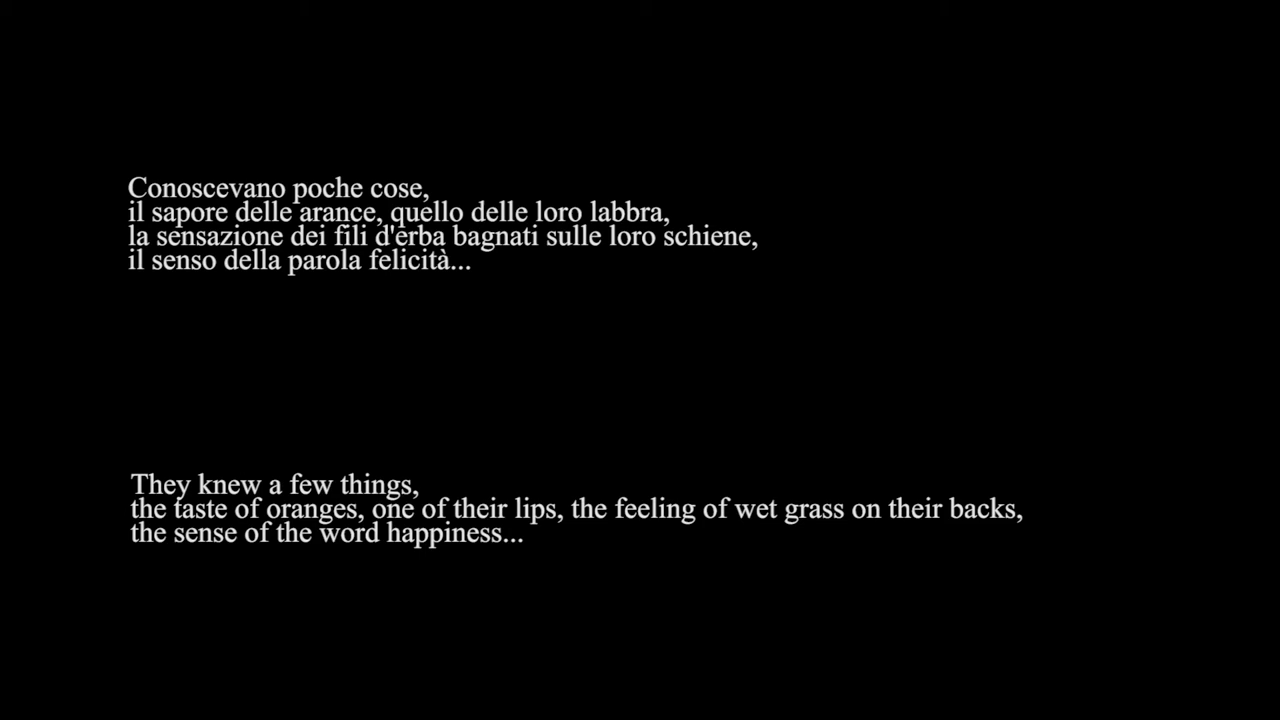 Conoscevano poche cose,
il sapore delle arance, quello delle loro labbra,
la sensazione dei fili d'erba bagnati sulle loro schiene,
il senso della parola felicità...
They knew a few things,
the taste of oranges, one of their lips, the feeling of wet grass on their backs,
the sense of the word happiness...